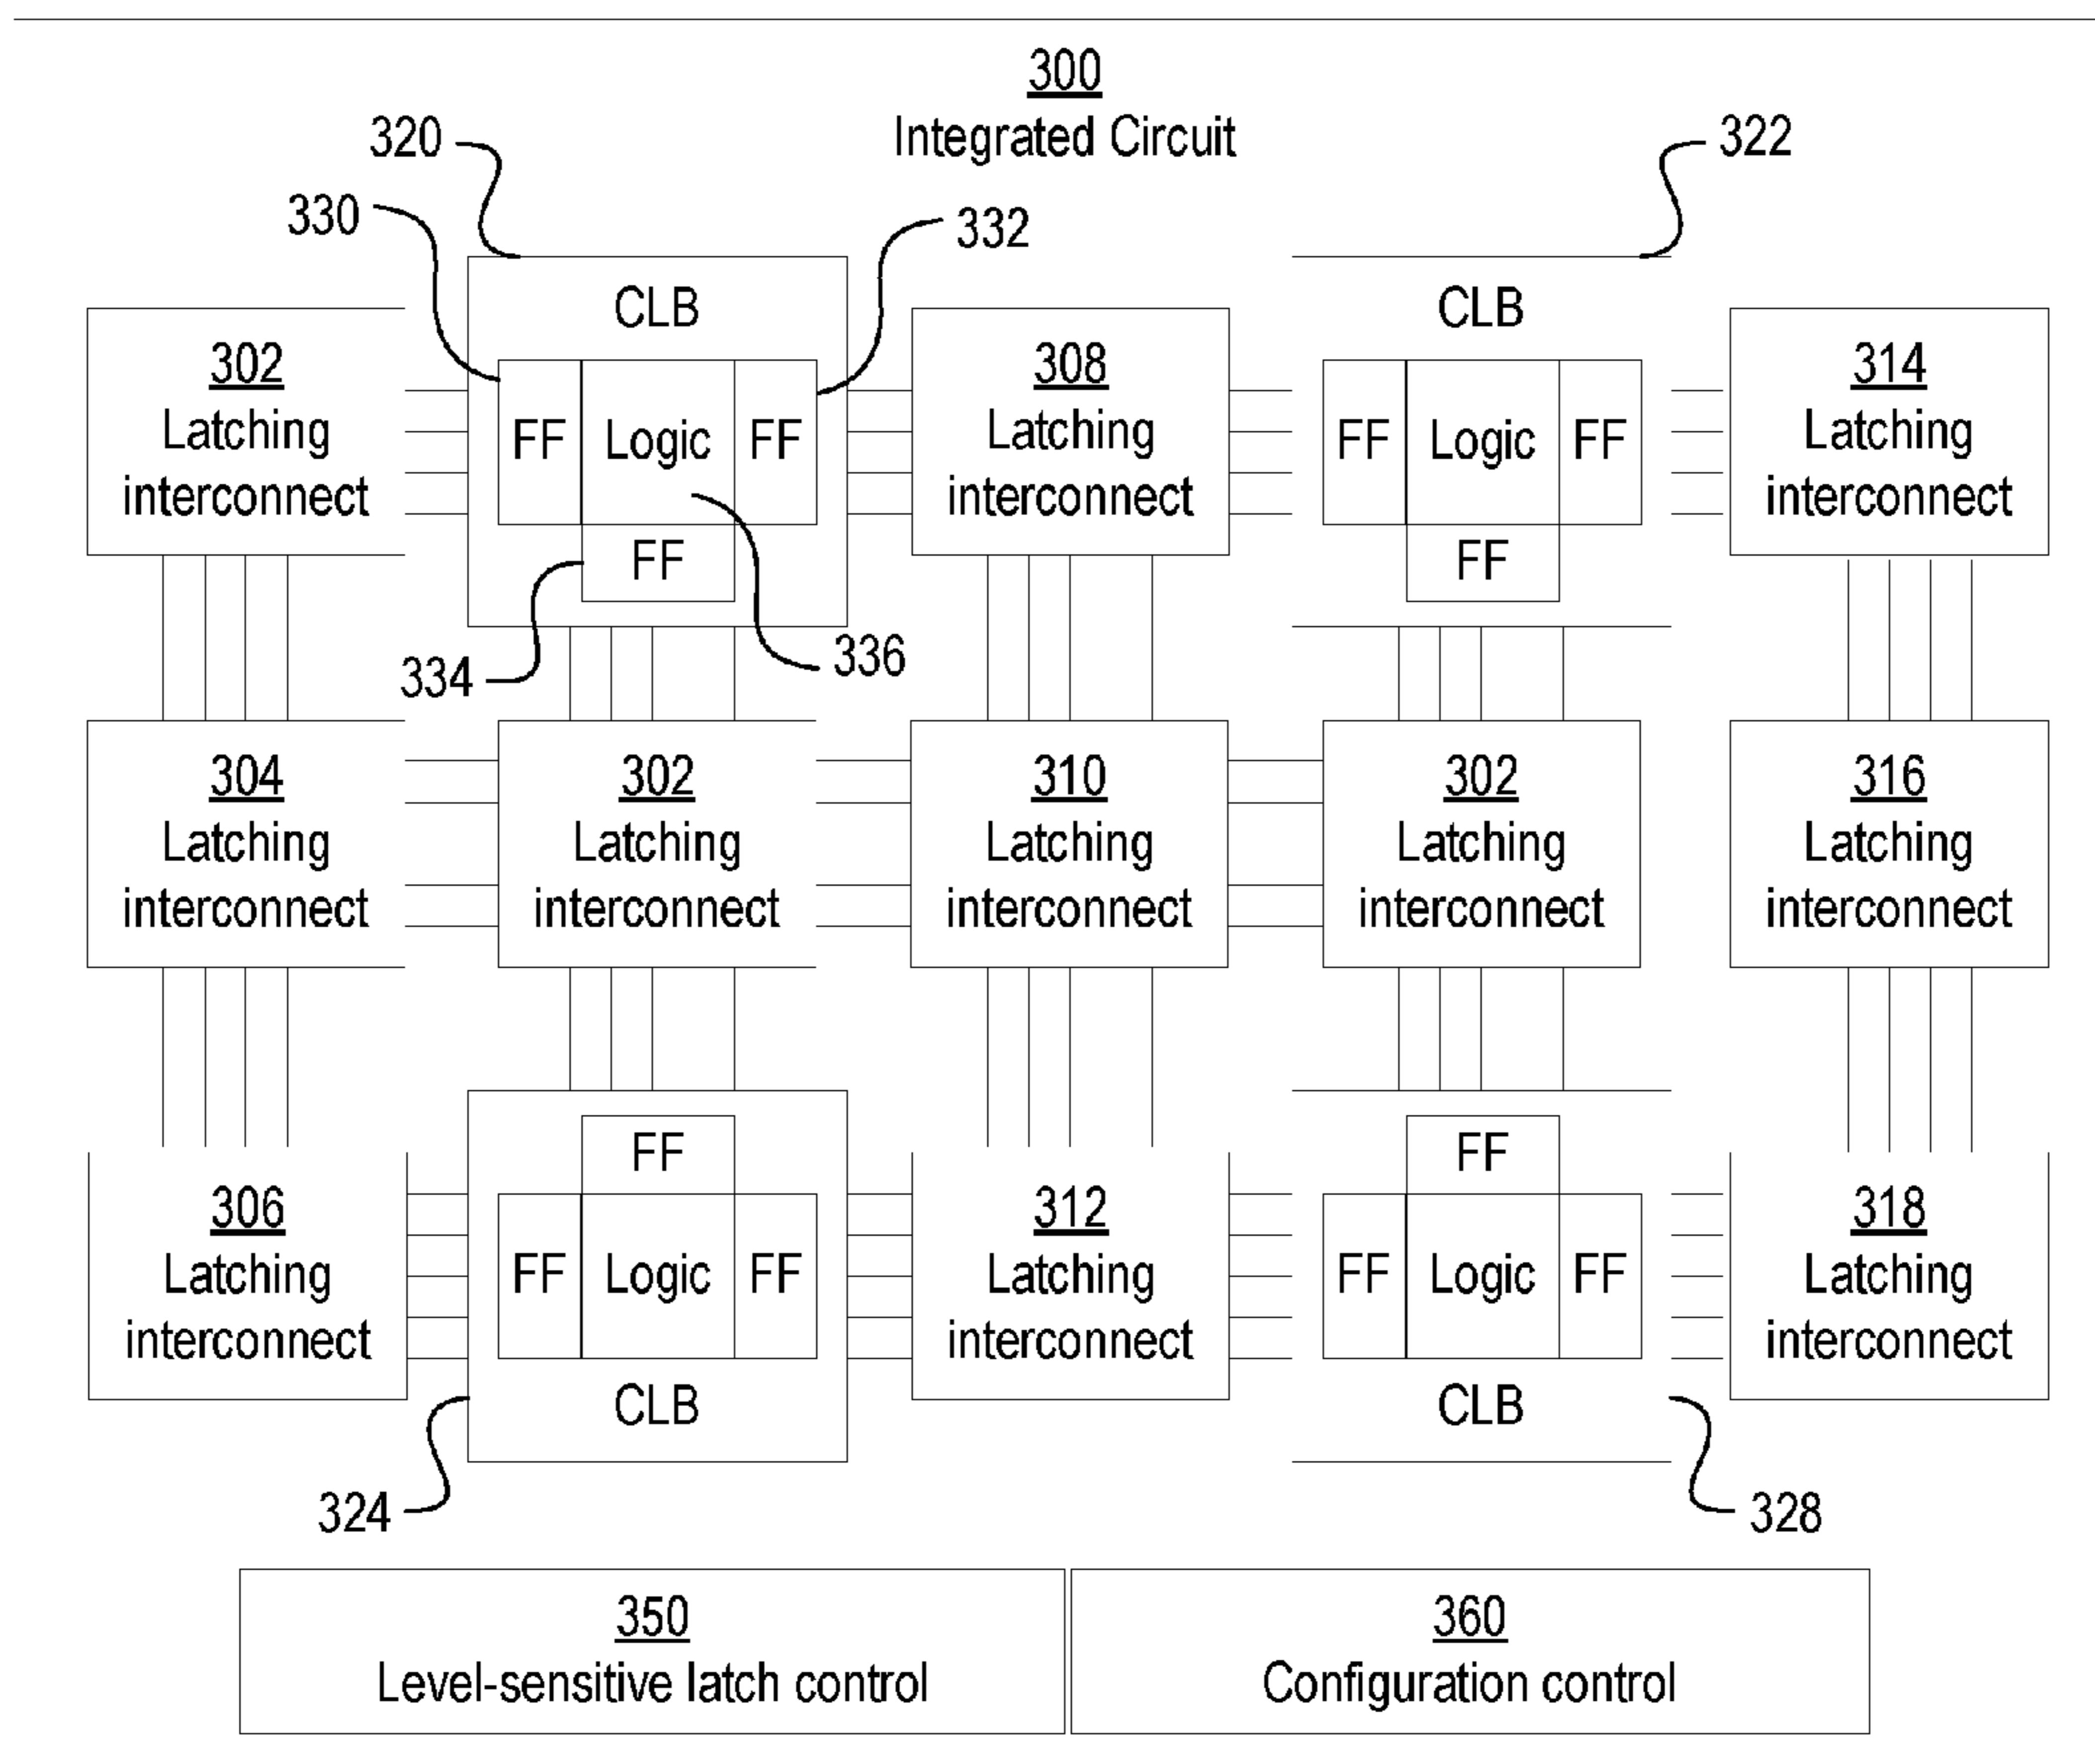 300
Integrated Circuit
320
322
330
332
CLB
CLB
302
Latching
interconnect
FF
Logic
FF
FF
308
Latching
interconnect
FF
Logic
FF
FF
314
Latching
interconnect
334
336
304
Latching
interconnect
302
Latching
interconnect
310
Latching
interconnect
302
Latching
interconnect
316
Latching
interconnect
306
Latching
interconnect
FF
FF
Logic
FF
CLB
312
Latching
interconnect
FF
FF
Logic
FF
CLB
318
Latching
interconnect
324
328
350
Level-sensitive latch control
360
Configuration control